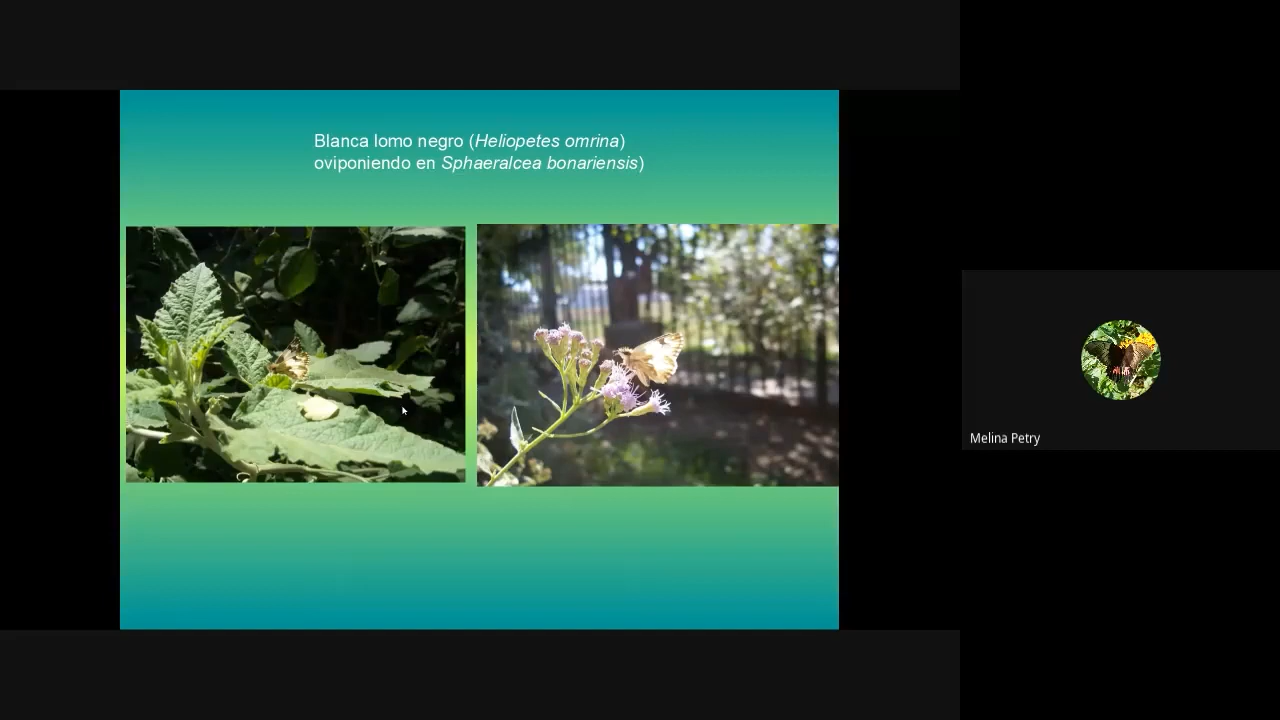 Blanca lomo negro (Heliopetes omrina)
oviponiendo en Sphaeralcea bonariensis)
Melina Petry